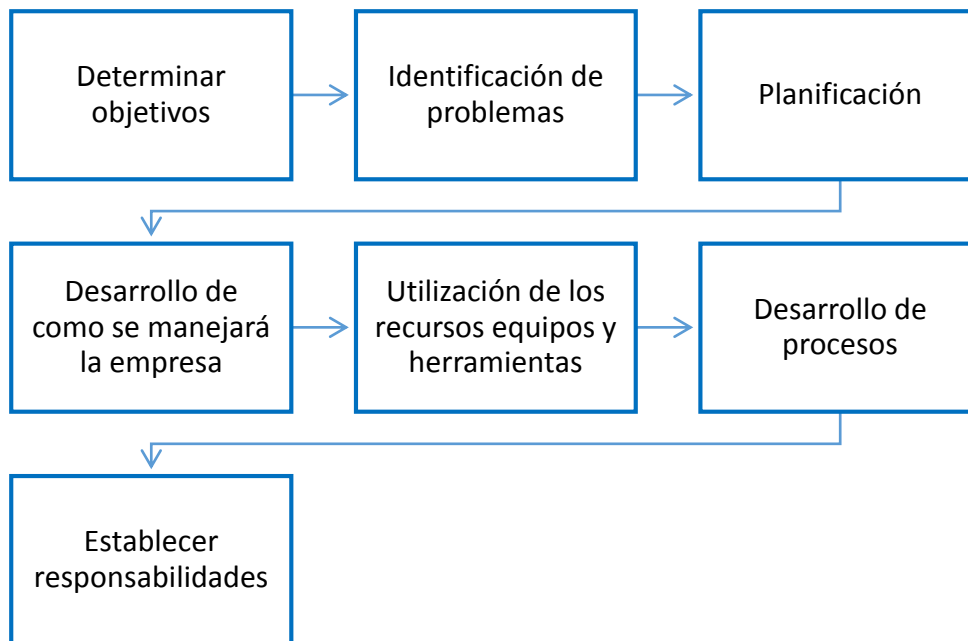 Determinar
objetivos
Identificación de
problemas
Planificación
Desarrollo de
como se manejará
la empresa
Utilización de los
recursos equipos y
herramientas
Desarrollo de
procesos
Establecer
responsabilidades